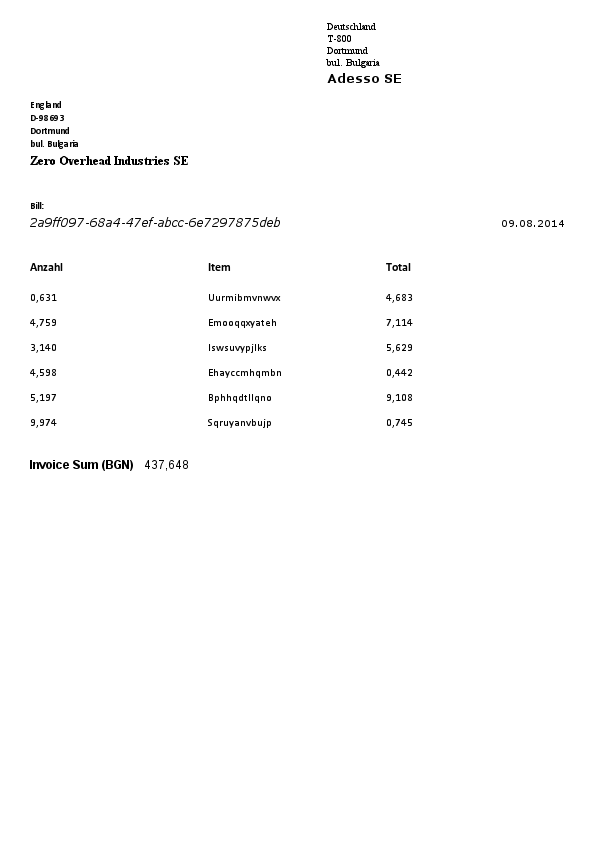 Deutschland
T-800
Dortmund
bul. Bulgaria
Adesso SE
England
D-98693
Dortmund
bul. Bulgaria
Zero Overhead Industries SE
Bill:
2a9ff097-68a4-47ef-abcc-6e7297875deb 09.08.2014
Anzahl Item Total
0,631 Uurmibmvnwvx 4,683
4,759 Emooqqxyateh 7,114
3,140 Iswsuvypjlks 5,629
4,598 Ehayccmhqmbn 0,442
5,197 Bphhqdtllqno 9,108
9,974 Sqruyanvbujp 0,745
Invoice Sum (BGN) 437,648